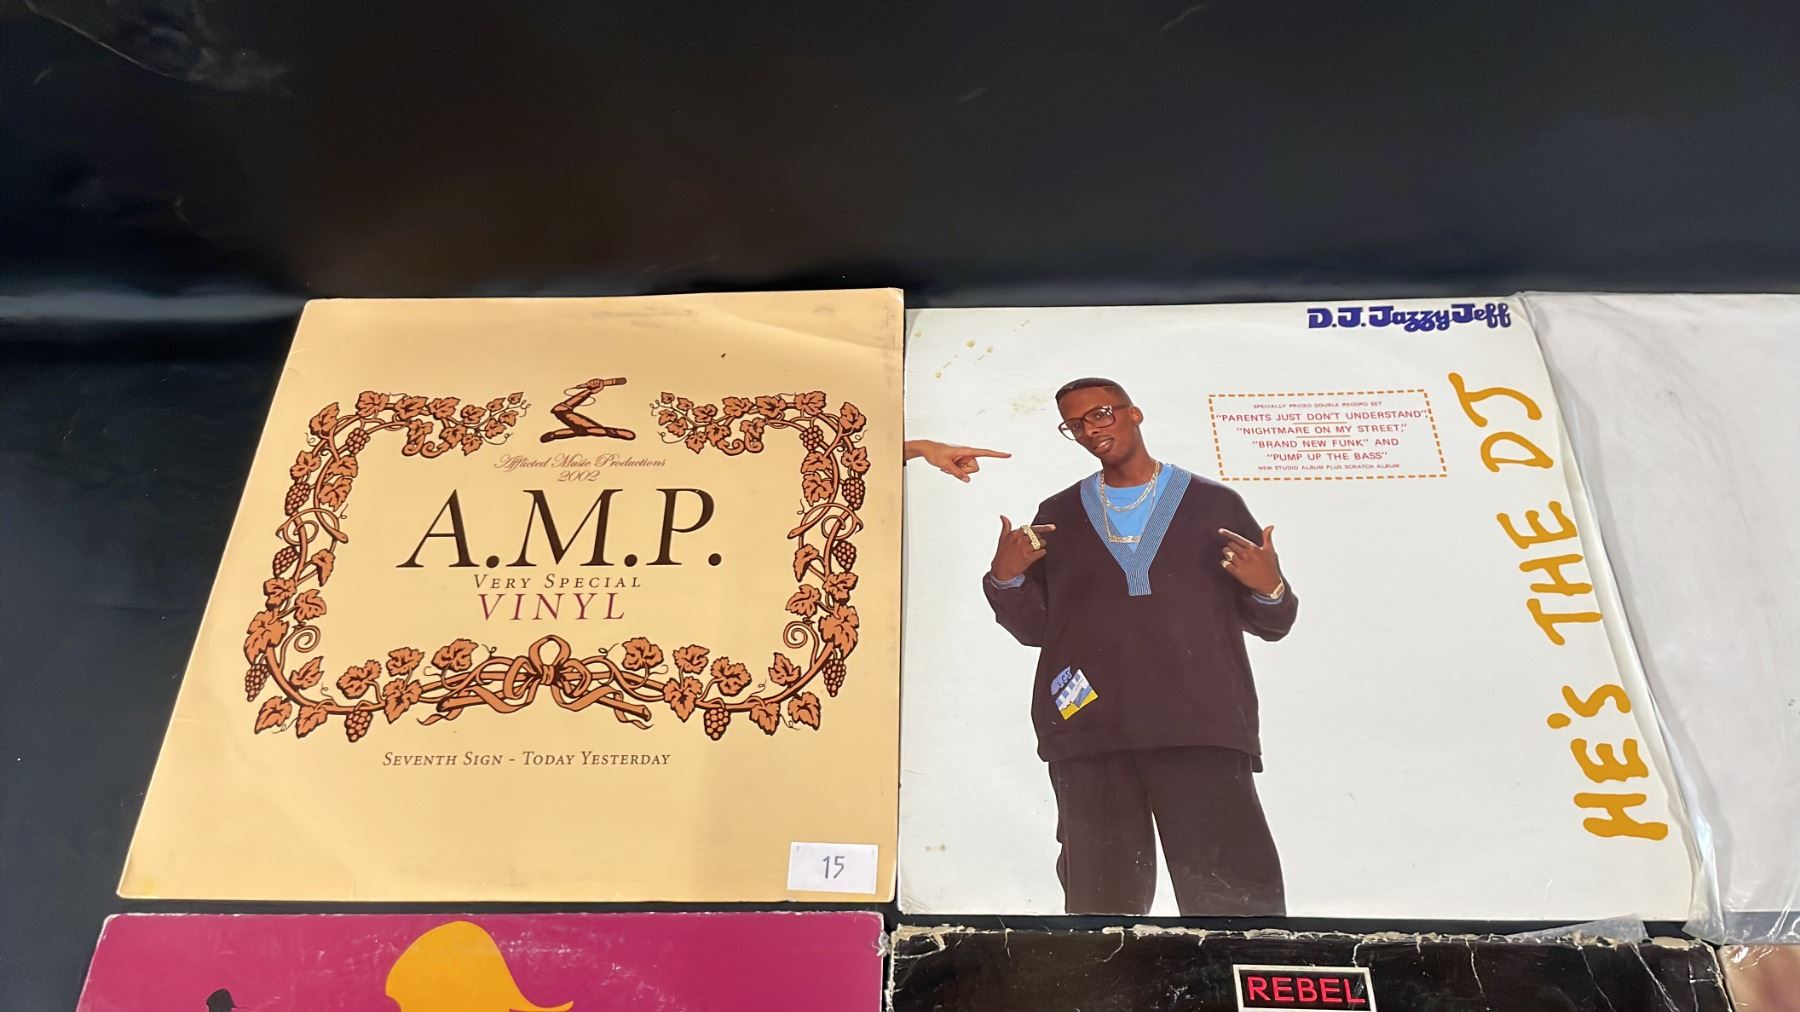 Afflicted Music Productions
2002
A.M.P.
VERY SPECIAL
VINYL
SEVENTH SIGN - TODAY YESTERDAY
15
D.J. Jazzy Jeff
SPECIALLY PRICED DOUBLE RECORD SET
"PARENTS JUST DON'T UNDERSTAND",
"NIGHTMARE ON MY STREET,"
"BRAND NEW FUNK" AND
"PUMP UP THE BASS"
NEW STUDIO ALBUM PLUS SCRATCH ALBUM
HE'S THE DJ
REBEL